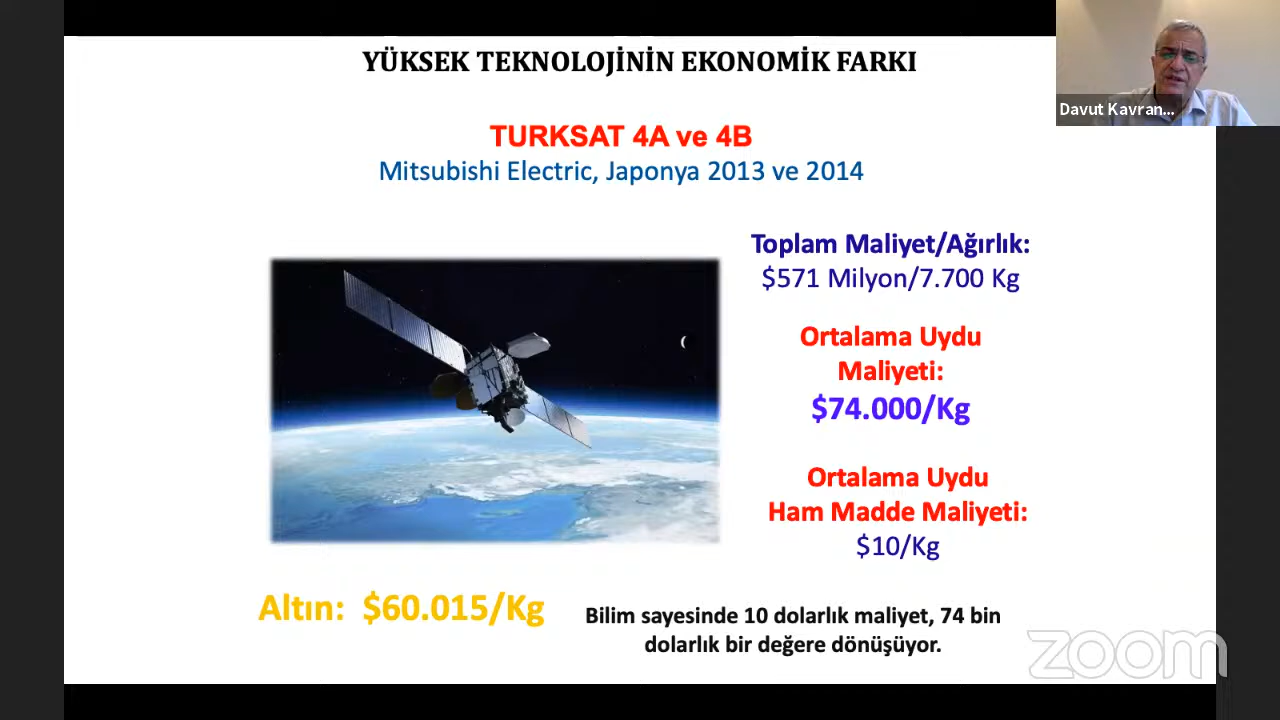 YÜKSEK TEKNOLOJİNİN EKONOMİK FARKI
Davut Kavran...
TURKSAT 4A ve 4B
Mitsubishi Electric, Japonya 2013 ve 2014
Toplam Maliyet/Ağırlık:
$571 Milyon/7.700 Kg
Ortalama Uydu
Maliyeti:
$74.000/Kg
Ortalama Uydu
Ham Madde Maliyeti:
$10/Kg
Altın: $60.015/Kg
Bilim sayesinde 10 dolarlık maliyet, 74 bin
dolarlık bir değere dönüşüyor.
zoom